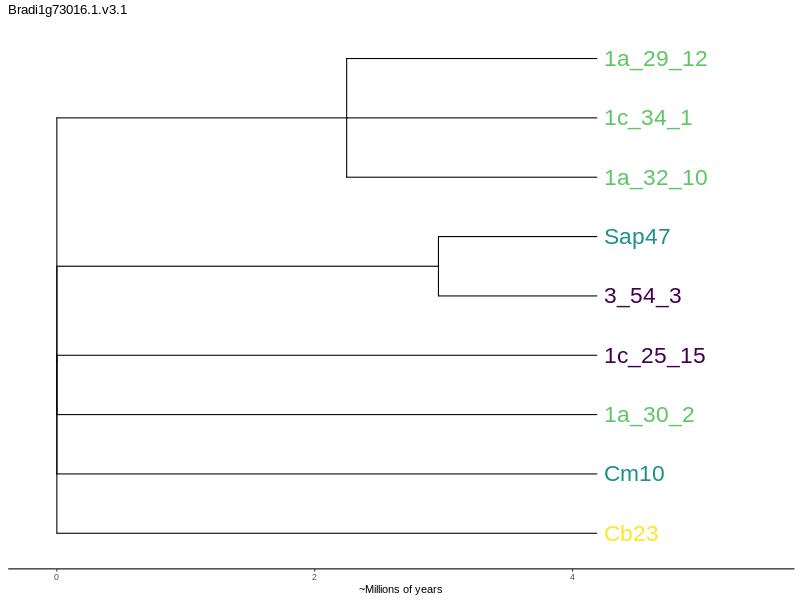 Bradi1g73016.1.v3.1
1a_29_12
1c_34_1
1a_32_10
Sap47
3_54_3
1c_25_15
1a_30_2
Cm10
Cb23
0 2 4
~Millions of years